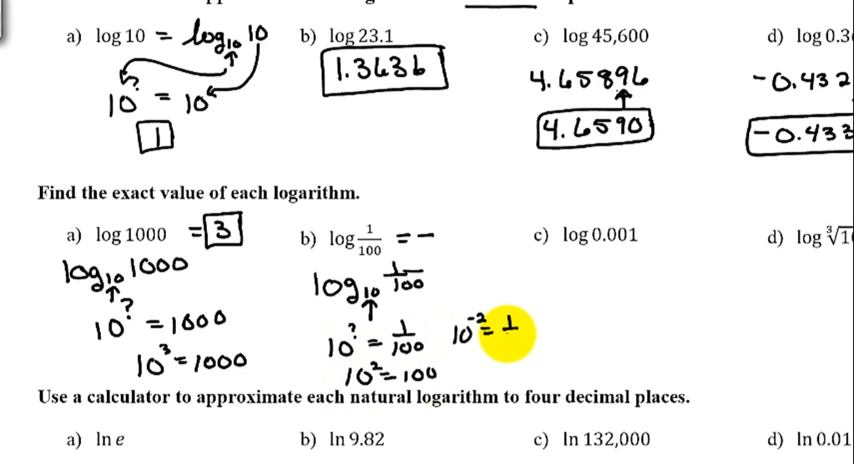 a) log 10 = log₁₀ 10
b) log 23.1
c) log 45,600
d) log 0.3
10^? = 10^
1
1.3636
4.65896
4.6590
-0.432
-0.433
Find the exact value of each logarithm.
a) log 1000 = 3
b) log 1/100 = -
c) log 0.001
d) log ∛1
log₁₀ 1000
?
10^? = 1000
10³ = 1000
log₁₀ 1/100
10^? = 1/100
10² = 100
10⁻² = 1
Use a calculator to approximate each natural logarithm to four decimal places.
a) ln e
b) ln 9.82
c) ln 132,000
d) ln 0.01